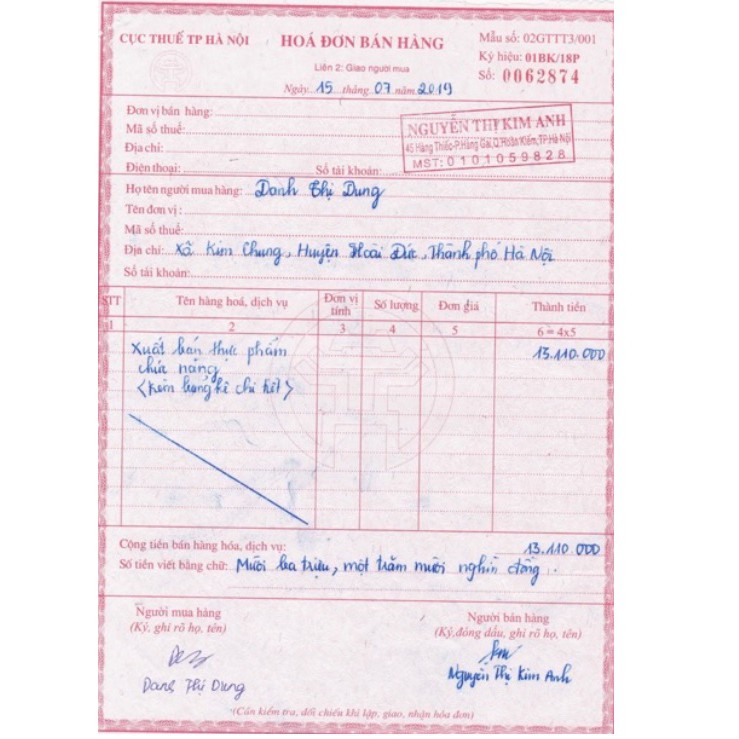 CỤC THUẾ TP HÀ NỘI
HOÁ ĐƠN BÁN HÀNG
Mẫu số: 02GTTT3/001
Ký hiệu: 01BK/18P
Liên 2: Giao người mua
Số: 0062874
Ngày 15 tháng 07 năm 2019
Đơn vị bán hàng:
Mã số thuế:
Địa chỉ:
Điện thoại: Số tài khoản:
NGUYỄN THỊ KIM ANH
45 Hàng Thiếc-P.Hàng Gai,Q.Hoàn Kiếm,TP.Hà Nội
MST: 0101059828
Họ tên người mua hàng: Danh Thị Dung
Tên đơn vị:
Mã số thuế:
Địa chỉ: Xã Kim Chung, Huyện Hoài Đức, Thành phố Hà Nội
Số tài khoản:
STT Tên hàng hoá, dịch vụ Đơn vị tính Số lượng Đơn giá Thành tiền
1 2 3 4 5 6 = 4x5
Xuất bán thực phẩm 13.110.000
chức năng
<Kèm bảng kê chi tiết>
Cộng tiền bán hàng hóa, dịch vụ: 13.110.000
Số tiền viết bằng chữ: Mười ba triệu, một trăm mười nghìn đồng.
Người mua hàng Người bán hàng
(Ký, ghi rõ họ, tên) (Ký,đóng dấu, ghi rõ họ, tên)
Danh Thị Dung Nguyễn Thị Kim Anh
(Cần kiểm tra, đối chiếu khi lập, giao, nhận hóa đơn)